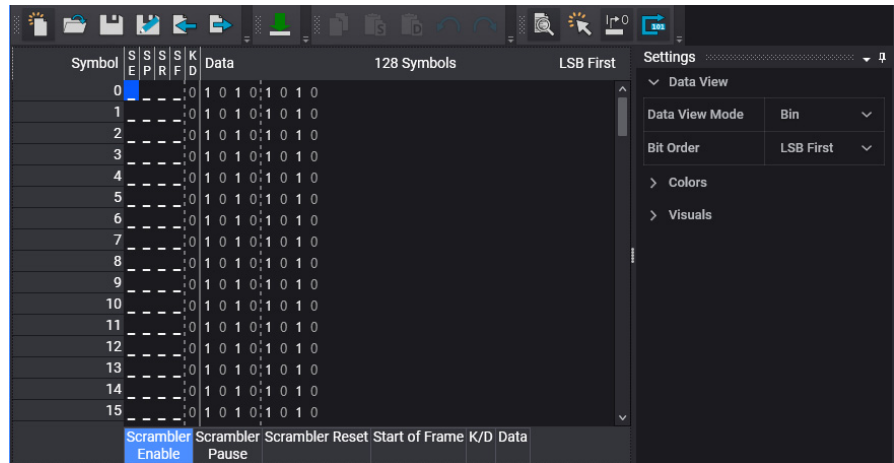 Symbol SE SP SR SF KD Data 128 Symbols LSB First
0 _ _ _ _ 0 1 0 1 0 1 0 1 0
1 _ _ _ _ 0 1 0 1 0 1 0 1 0
2 _ _ _ _ 0 1 0 1 0 1 0 1 0
3 _ _ _ _ 0 1 0 1 0 1 0 1 0
4 _ _ _ _ 0 1 0 1 0 1 0 1 0
5 _ _ _ _ 0 1 0 1 0 1 0 1 0
6 _ _ _ _ 0 1 0 1 0 1 0 1 0
7 _ _ _ _ 0 1 0 1 0 1 0 1 0
8 _ _ _ _ 0 1 0 1 0 1 0 1 0
9 _ _ _ _ 0 1 0 1 0 1 0 1 0
10 _ _ _ _ 0 1 0 1 0 1 0 1 0
11 _ _ _ _ 0 1 0 1 0 1 0 1 0
12 _ _ _ _ 0 1 0 1 0 1 0 1 0
13 _ _ _ _ 0 1 0 1 0 1 0 1 0
14 _ _ _ _ 0 1 0 1 0 1 0 1 0
15 _ _ _ _ 0 1 0 1 0 1 0 1 0
Scrambler Enable
Scrambler Pause
Scrambler Reset
Start of Frame
K/D
Data
Settings
Data View
Data View Mode Bin
Bit Order LSB First
Colors
Visuals